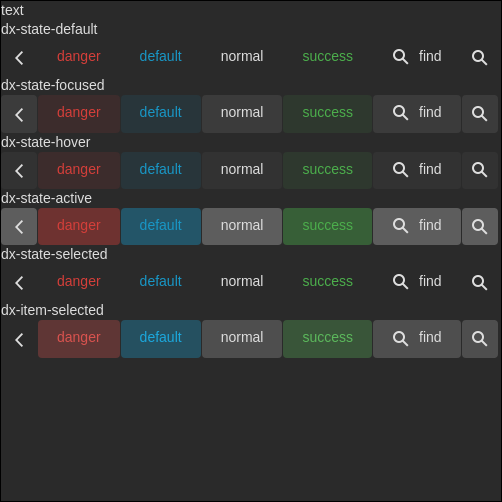 text
dx-state-default
danger default normal success find
dx-state-focused
danger default normal success find
dx-state-hover
danger default normal success find
dx-state-active
danger default normal success find
dx-state-selected
danger default normal success find
dx-item-selected
danger default normal success find